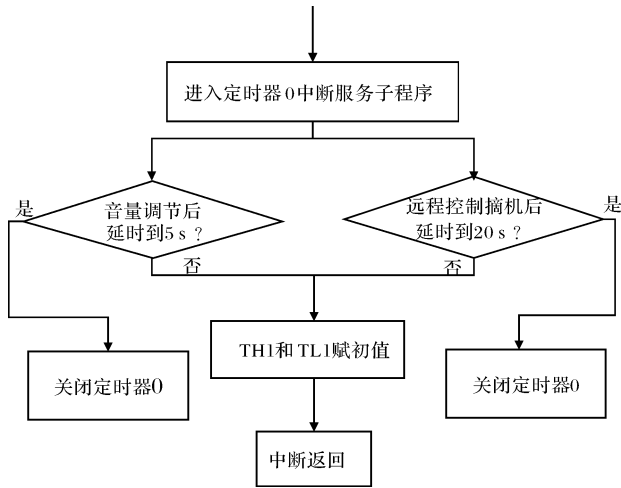 进入定时器0中断服务子程序
是
音量调节后
延时到5s？
远程控制摘机后
延时到20s？
是
否
否
TH1和TL1赋初值
关闭定时器0
关闭定时器0
中断返回